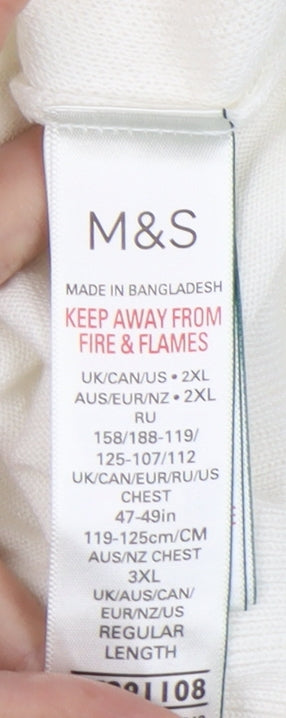 M&S
MADE IN BANGLADESH
KEEP AWAY FROM
FIRE & FLAMES
UK/CAN/US • 2XL
AUS/EUR/NZ • 2XL
RU
158/188-119/
125-107/112
UK/CAN/EUR/RU/US
CHEST
47-49in
119-125cm/CM
AUS/NZ CHEST
3XL
UK/AUS/CAN/
EUR/NZ/US
REGULAR
LENGTH